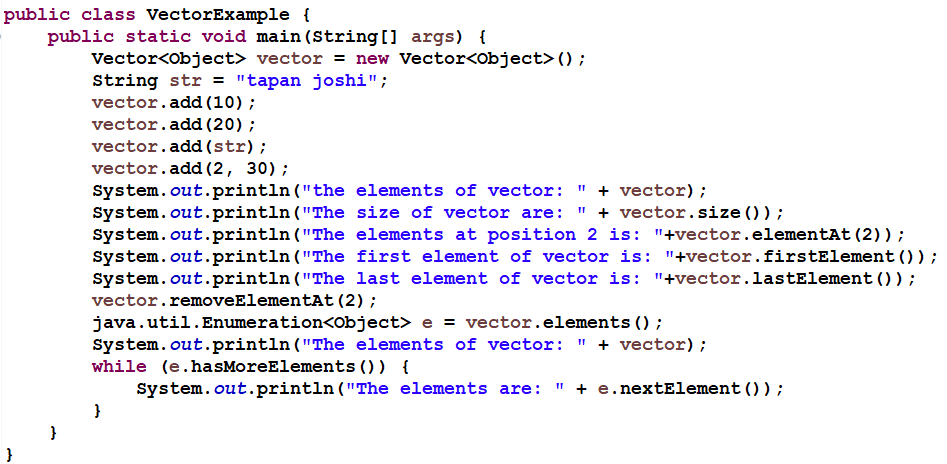 public class VectorExample {
    public static void main(String[] args) {
        Vector<Object> vector = new Vector<Object>();
        String str = "tapan joshi";
        vector.add(10);
        vector.add(20);
        vector.add(str);
        vector.add(2, 30);
        System.out.println("the elements of vector: " + vector);
        System.out.println("The size of vector are: " + vector.size());
        System.out.println("The elements at position 2 is: "+vector.elementAt(2));
        System.out.println("The first element of vector is: "+vector.firstElement());
        System.out.println("The last element of vector is: "+vector.lastElement());
        vector.removeElementAt(2);
        java.util.Enumeration<Object> e = vector.elements();
        System.out.println("The elements of vector: " + vector);
        while (e.hasMoreElements()) {
            System.out.println("The elements are: " + e.nextElement());
        }
    }
}